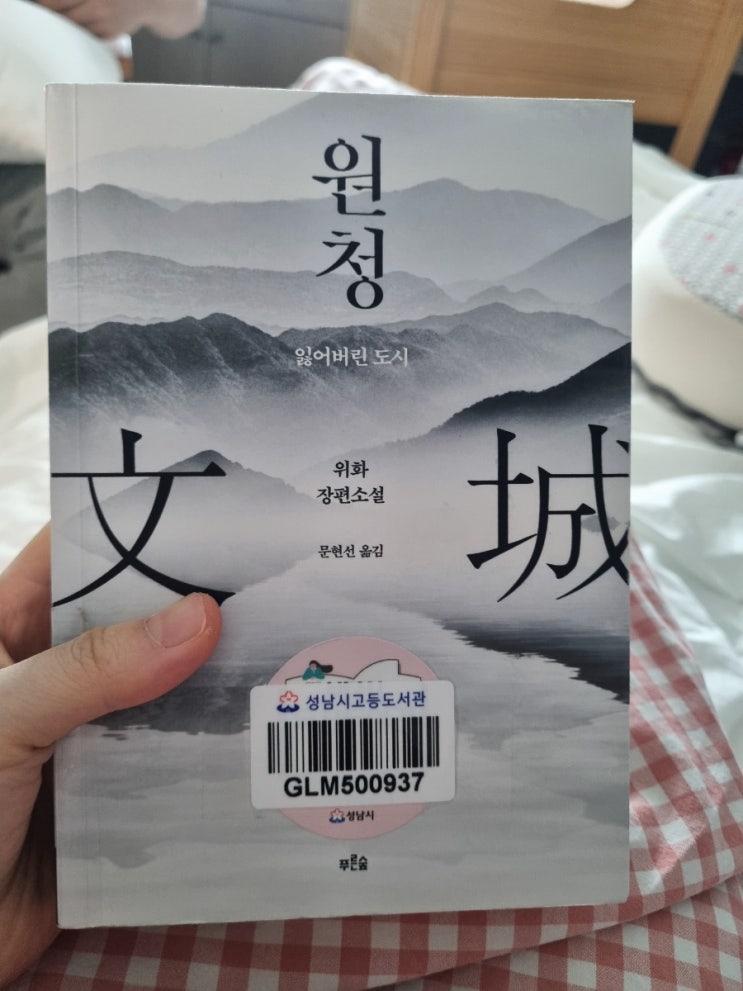 원
청
잃어버린 도시
文 城
위화
장편소설
문현선 옮김
성남시고등도서관
GLM500937
성남시
푸른숲